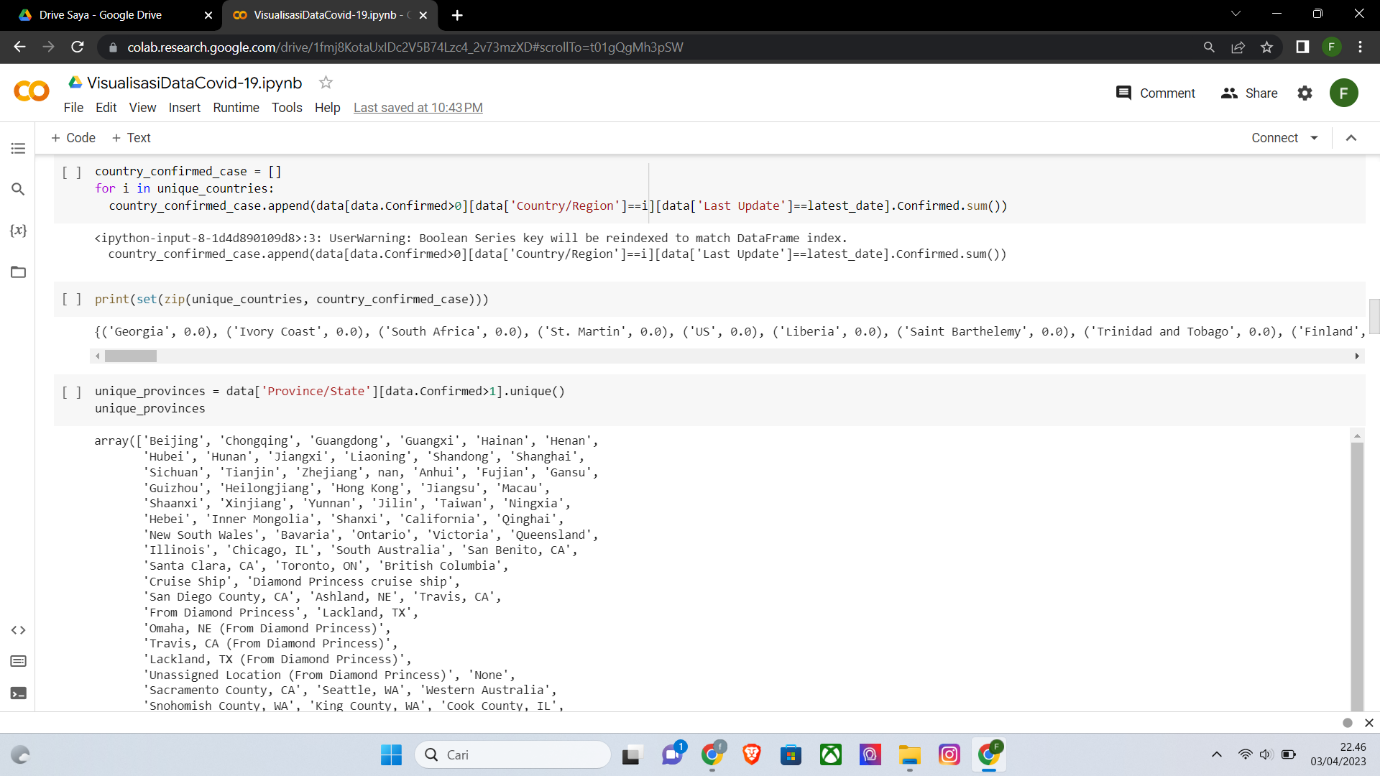 Drive Saya - Google Drive
VisualisasiDataCovid-19.ipynb -
colab.research.google.com/drive/1fmj8KotaUxIDc2V5B74Lzc4_2v73mzXD#scrollTo=t01gQgMh3pSW
F
VisualisasiDataCovid-19.ipynb
Comment
Share
F
File Edit View Insert Runtime Tools Help Last saved at 10:43 PM
+ Code + Text
Connect
[ ] country_confirmed_case = []
for i in unique_countries:
country_confirmed_case.append(data[data.Confirmed>0][data['Country/Region']==i][data['Last Update']==latest_date].Confirmed.sum())
<ipython-input-8-1d4d890109d8>:3: UserWarning: Boolean Series key will be reindexed to match DataFrame index.
country_confirmed_case.append(data[data.Confirmed>0][data['Country/Region']==i][data['Last Update']==latest_date].Confirmed.sum())
{x}
[ ] print(set(zip(unique_countries, country_confirmed_case)))
{('Georgia', 0.0), ('Ivory Coast', 0.0), ('South Africa', 0.0), ('St. Martin', 0.0), ('US', 0.0), ('Liberia', 0.0), ('Saint Barthelemy', 0.0), ('Trinidad and Tobago', 0.0), ('Finland',
[ ] unique_provinces = data['Province/State'][data.Confirmed>1].unique()
unique_provinces
array(['Beijing', 'Chongqing', 'Guangdong', 'Guangxi', 'Hainan', 'Henan',
'Hubei', 'Hunan', 'Jiangxi', 'Liaoning', 'Shandong', 'Shanghai',
'Sichuan', 'Tianjin', 'Zhejiang', nan, 'Anhui', 'Fujian', 'Gansu',
'Guizhou', 'Heilongjiang', 'Hong Kong', 'Jiangsu', 'Macau',
'Shaanxi', 'Xinjiang', 'Yunnan', 'Jilin', 'Taiwan', 'Ningxia',
'Hebei', 'Inner Mongolia', 'Shanxi', 'California', 'Qinghai',
'New South Wales', 'Bavaria', 'Ontario', 'Victoria', 'Queensland',
'Illinois', 'Chicago, IL', 'South Australia', 'San Benito, CA',
'Santa Clara, CA', 'Toronto, ON', 'British Columbia',
'Cruise Ship', 'Diamond Princess cruise ship',
'San Diego County, CA', 'Ashland, NE', 'Travis, CA',
'From Diamond Princess', 'Lackland, TX',
'Omaha, NE (From Diamond Princess)',
'Travis, CA (From Diamond Princess)',
'Lackland, TX (From Diamond Princess)',
'Unassigned Location (From Diamond Princess)', 'None',
'Sacramento County, CA', 'Seattle, WA', 'Western Australia',
'Snohomish County, WA', 'King County, WA', 'Cook County, IL',
Cari
1
f
F
22.46
03/04/2023